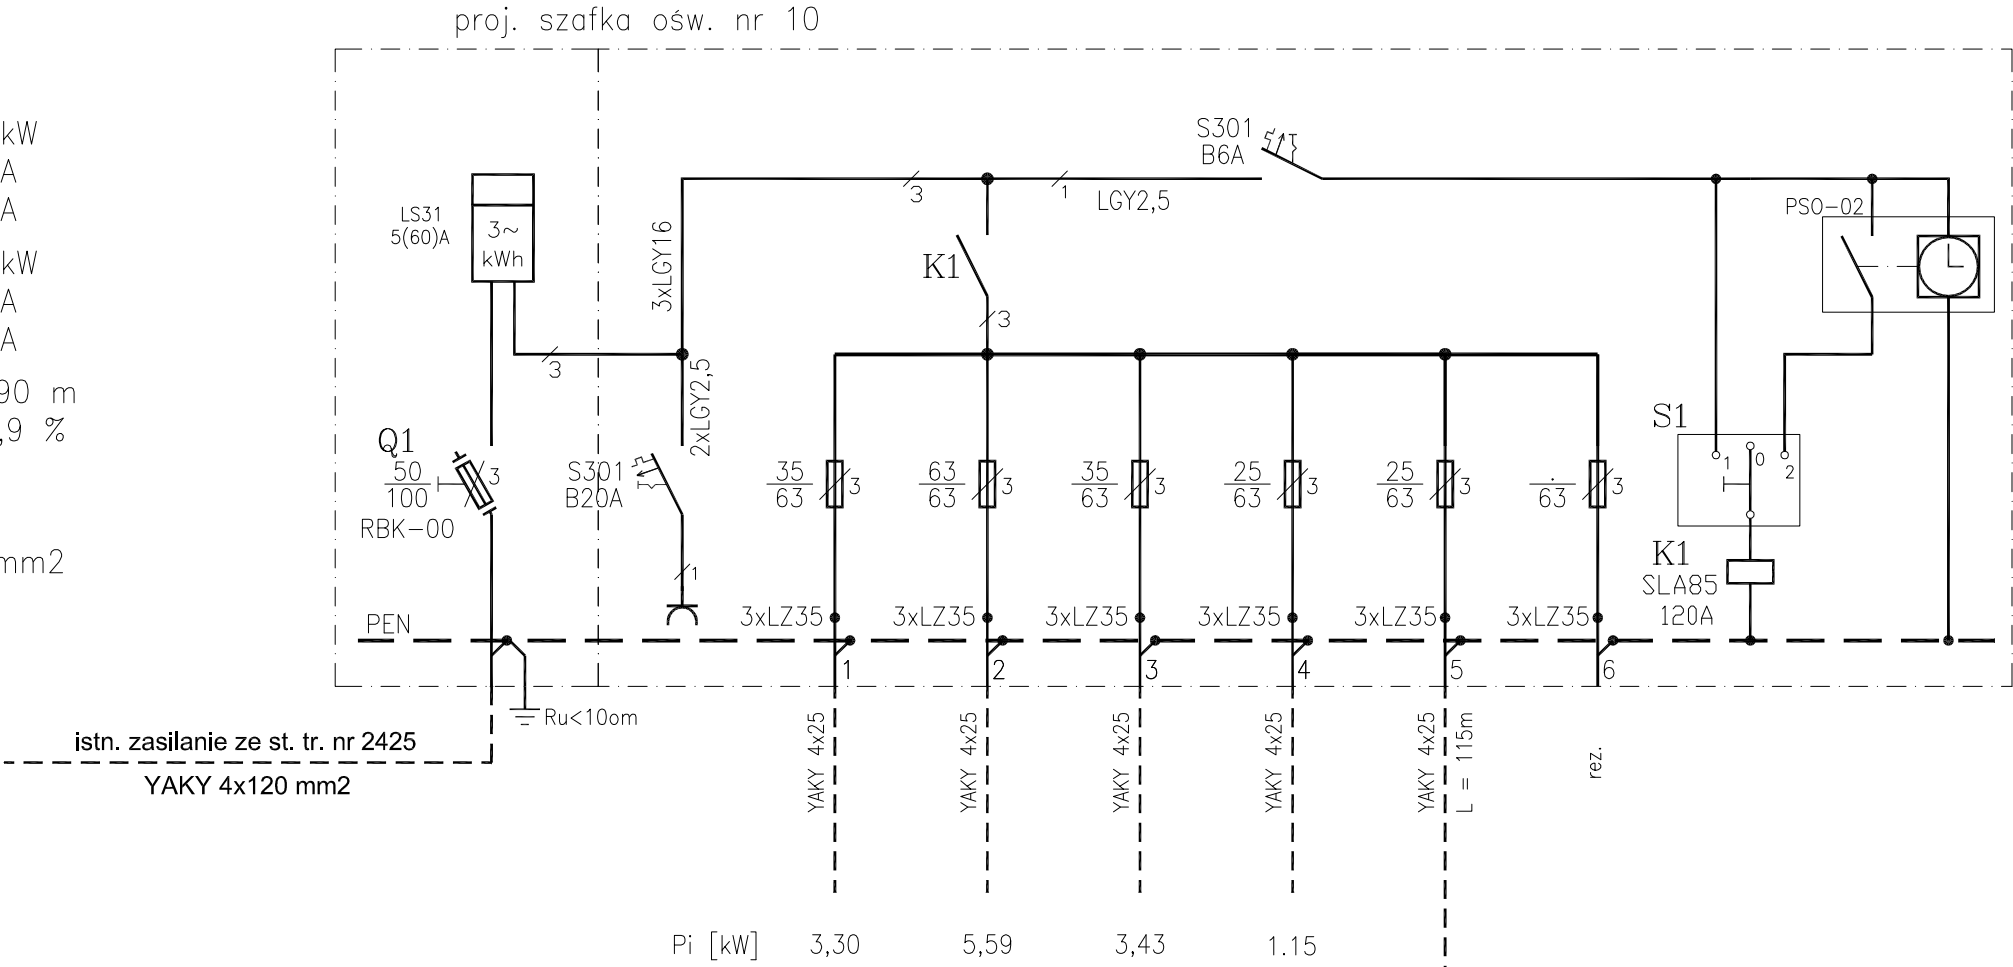 proj. szafka ośw. nr 10
kW
A
A
kW
A
A
90 m
,9 %
mm2
LS31
5(60)A
3~
kWh
3
3xLGY16
2xLGY2,5
3
1
LGY2,5
S301
B6A
K1
3
PSO-02
Q1
50
100
3
RBK-00
S301
B20A
1
35
63
3
63
63
3
35
63
3
25
63
3
25
63
3
.
63
3
S1
1
0
2
K1
SLA85
120A
PEN
3xLZ35
3xLZ35
3xLZ35
3xLZ35
3xLZ35
3xLZ35
1
2
3
4
5
6
Ru<10om
istn. zasilanie ze st. tr. nr 2425
YAKY 4x120 mm2
YAKY 4x25
YAKY 4x25
YAKY 4x25
YAKY 4x25
YAKY 4x25
L = 115m
rez.
Pi [kW] 3,30 5,59 3,43 1.15